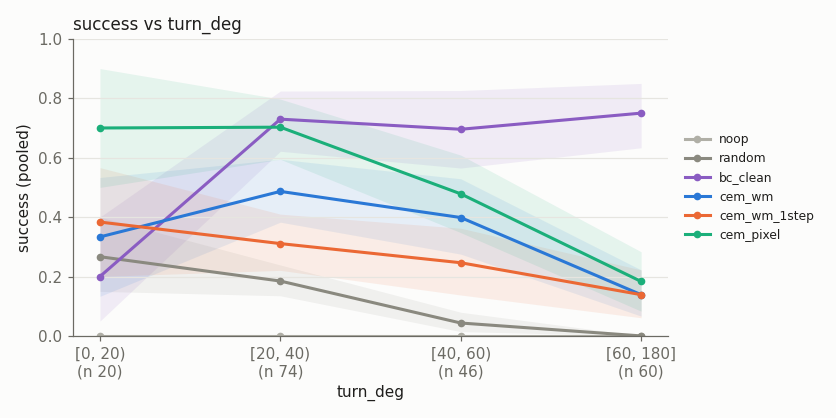 success vs turn_deg
success (pooled)
1.0
0.8
0.6
0.4
0.2
0.0
[0, 20)
(n 20)
[20, 40)
(n 74)
[40, 60)
(n 46)
[60, 180]
(n 60)
turn_deg
noop
random
bc_clean
cem_wm
cem_wm_1step
cem_pixel